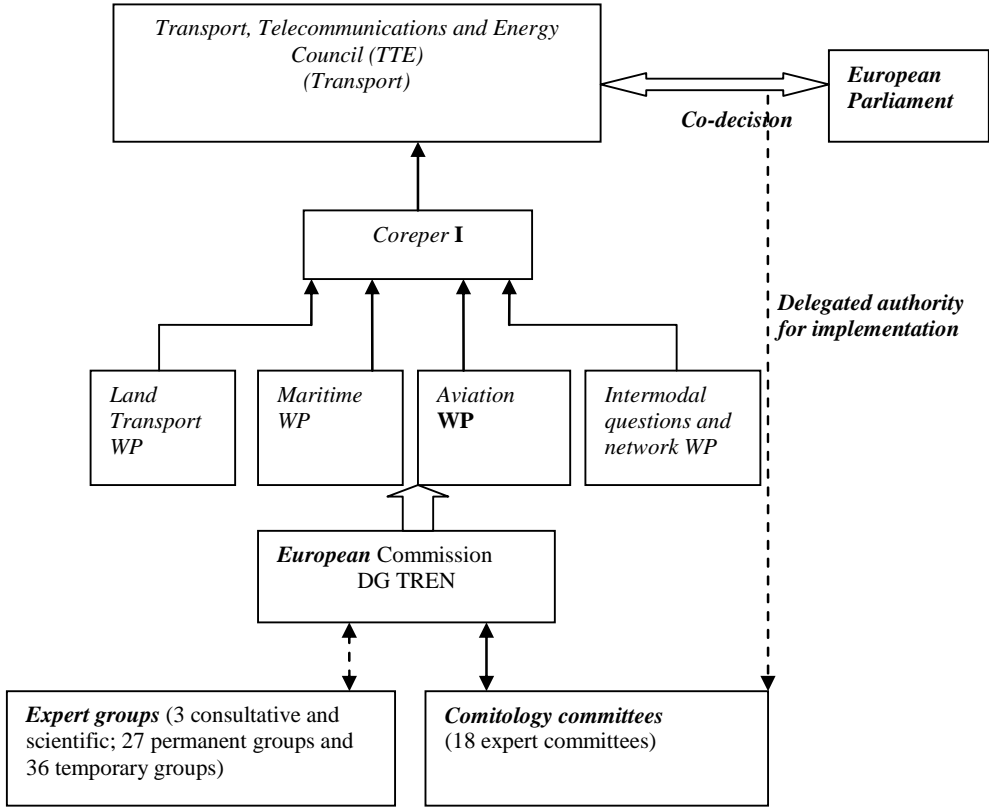 Transport, Telecommunications and Energy
Council (TTE)
(Transport)
European
Parliament
Co-decision
Coreper I
Delegated authority
for implementation
Land
Transport
WP
Maritime
WP
Aviation
WP
Intermodal
questions and
network WP
European Commission
DG TREN
Expert groups (3 consultative and
scientific; 27 permanent groups and
36 temporary groups)
Comitology committees
(18 expert committees)